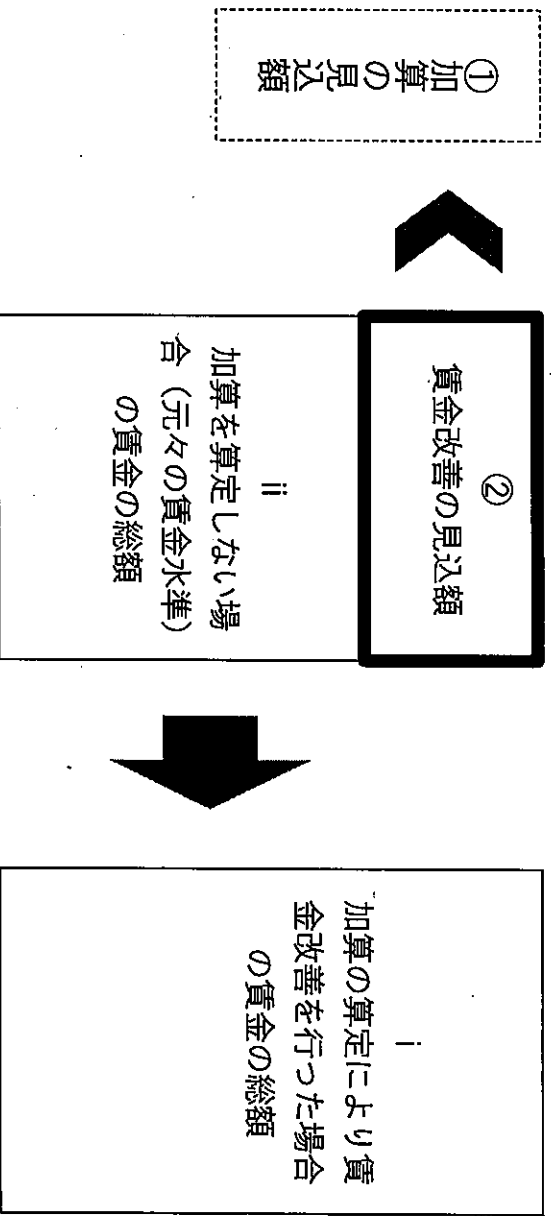 ①加算の見込
額
②
賃金改善の見込額
ii
加算を算定しない場
合（元々の賃金水準）
の賃金の総額
i
加算の算定により賃
金改善を行った場合
の賃金の総額